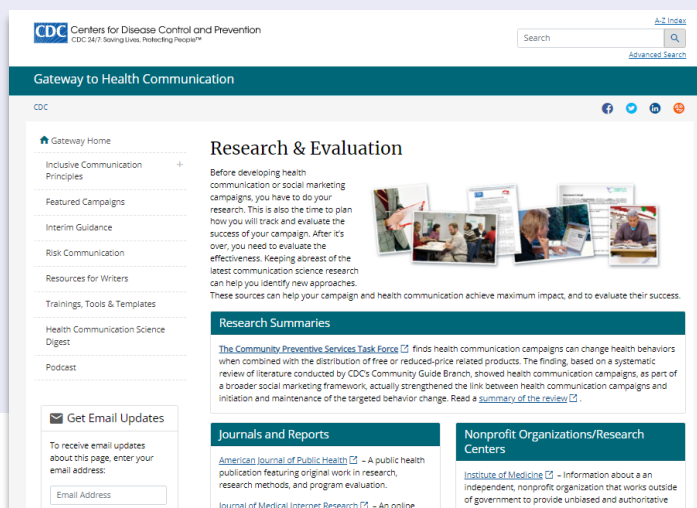 A-Z Index
CDC Centers for Disease Control and Prevention
CDC 24/7: Saving Lives, Protecting People™
Search
Advanced Search
Gateway to Health Communication
CDC
Gateway Home
Inclusive Communication
Principles
Featured Campaigns
Interim Guidance
Risk Communication
Resources for Writers
Trainings, Tools & Templates
Health Communication Science
Digest
Podcast
Get Email Updates
To receive email updates
about this page, enter your
email address:
Email Address
Research & Evaluation
Before developing health
communication or social marketing
campaigns, you have to do your
research. This is also the time to plan
how you will track and evaluate the
success of your campaign. After it's
over, you need to evaluate the
effectiveness. Keeping abreast of the
latest communication science research
can help you identify new approaches.
These sources can help your campaign and health communication achieve maximum impact, and to evaluate their success.
Research Summaries
The Community Preventive Services Task Force finds health communication campaigns can change health behaviors
when combined with the distribution of free or reduced-price related products. The finding, based on a systematic
review of literature conducted by CDC's Community Guide Branch, showed health communication campaigns, as part of
a broader social marketing framework, actually strengthened the link between health communication campaigns and
initiation and maintenance of the targeted behavior change. Read a summary of the review.
Journals and Reports
American Journal of Public Health – A public health
publication featuring original work in research,
research methods, and program evaluation.
Journal of Medical Internet Research – An online
Nonprofit Organizations/Research
Centers
Institute of Medicine – Information about a an
independent, nonprofit organization that works outside
of government to provide unbiased and authoritative